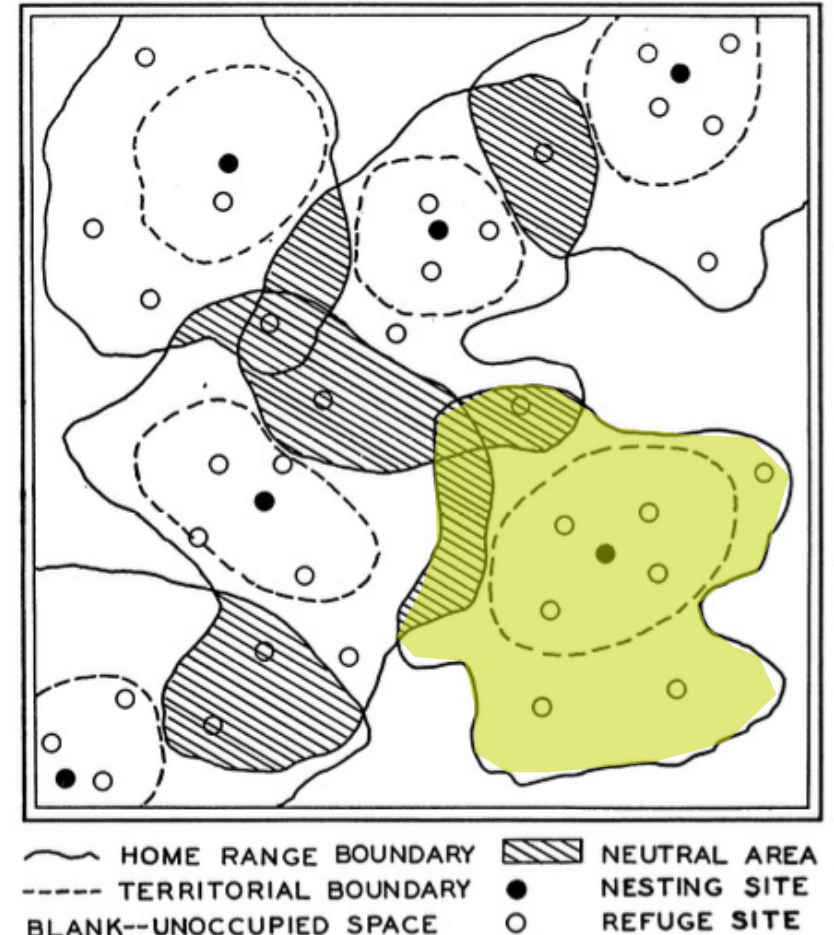 HOME RANGE BOUNDARY
NEUTRAL AREA
TERRITORIAL BOUNDARY
NESTING SITE
BLANK--UNOCCUPIED SPACE
REFUGE SITE